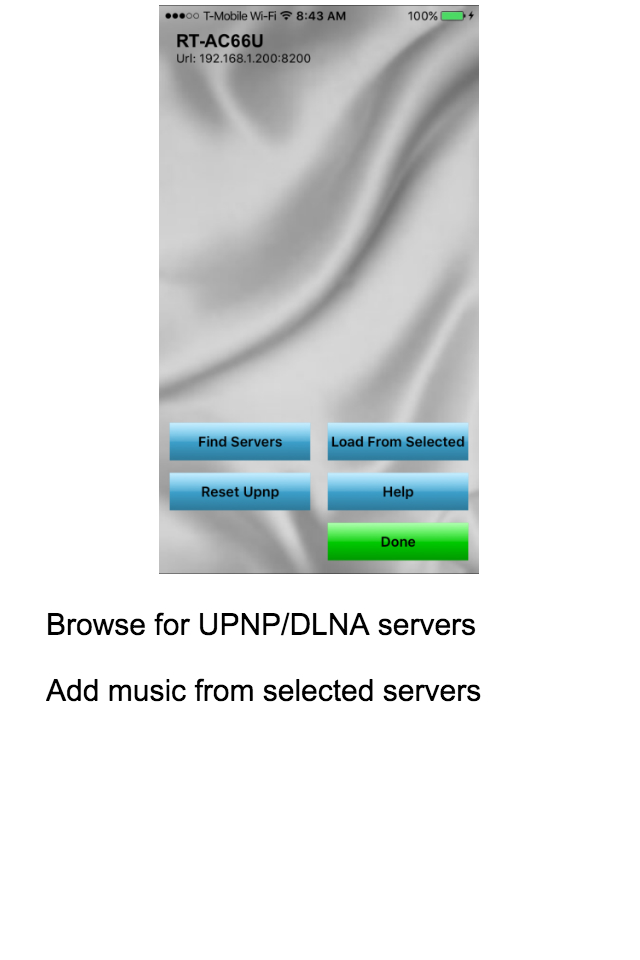 ●●●○○ T-Mobile Wi-Fi 8:43 AM 100%
RT-AC66U
Url: 192.168.1.200:8200
Find Servers
Load From Selected
Reset Upnp
Help
Done
Browse for UPNP/DLNA servers
Add music from selected servers